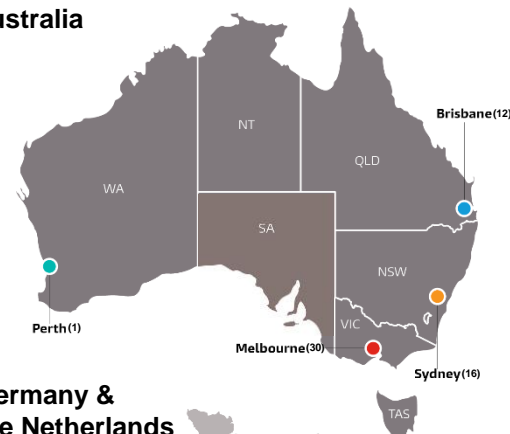 ustralia
Brisbane(12)
NT
QLD
WA
SA
NSW
VIC
Perth(1)
Melbourne(30)
Sydney(16)
ermany &
e Netherlands
TAS